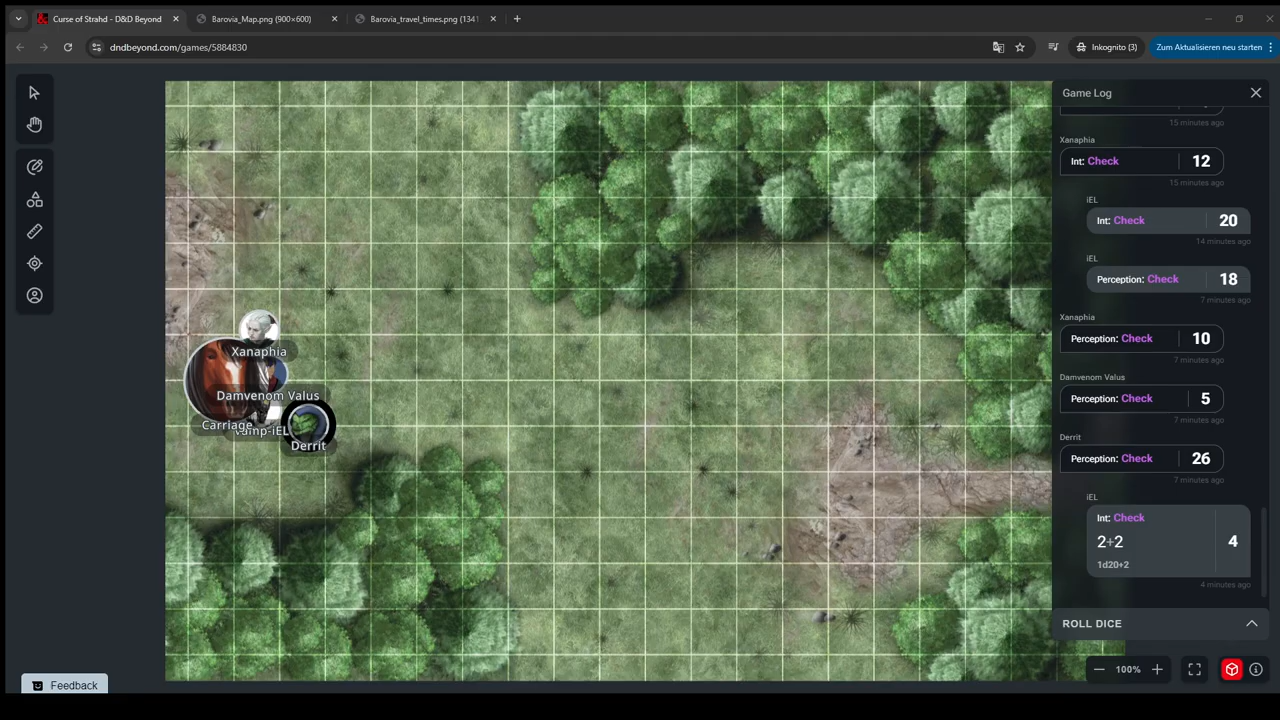 Curse of Strahd - D&D Beyond
Barovia_Map.png (900×600)
Barovia_travel_times.png (1341
dndbeyond.com/games/5884830
Inkognito (3)
Zum Aktualisieren neu starten
Game Log
15 minutes ago
Xanaphia
Int: Check 12
15 minutes ago
iEL
Int: Check 20
14 minutes ago
iEL
Perception: Check 18
7 minutes ago
Xanaphia
Perception: Check 10
7 minutes ago
Damvenom Valus
Perception: Check 5
7 minutes ago
Derrit
Perception: Check 26
7 minutes ago
iEL
Int: Check
2+2 4
1d20+2
4 minutes ago
ROLL DICE
100%
Xanaphia
Damvenom Valus
Carriage
Derrit
Feedback